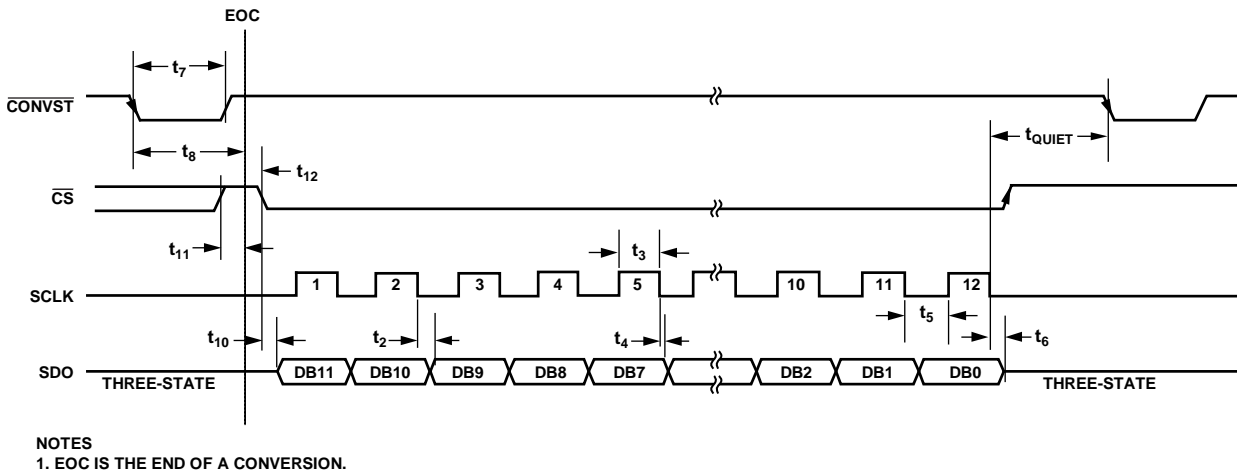 EOC
t7
CONVST
t8
tQUIET
t12
CS
t11
t3
1 2 3 4 5 10 11 12
SCLK
t10 t2 t4 t5 t6
SDO THREE-STATE DB11 DB10 DB9 DB8 DB7 DB2 DB1 DB0 THREE-STATE
NOTES
1. EOC IS THE END OF A CONVERSION.